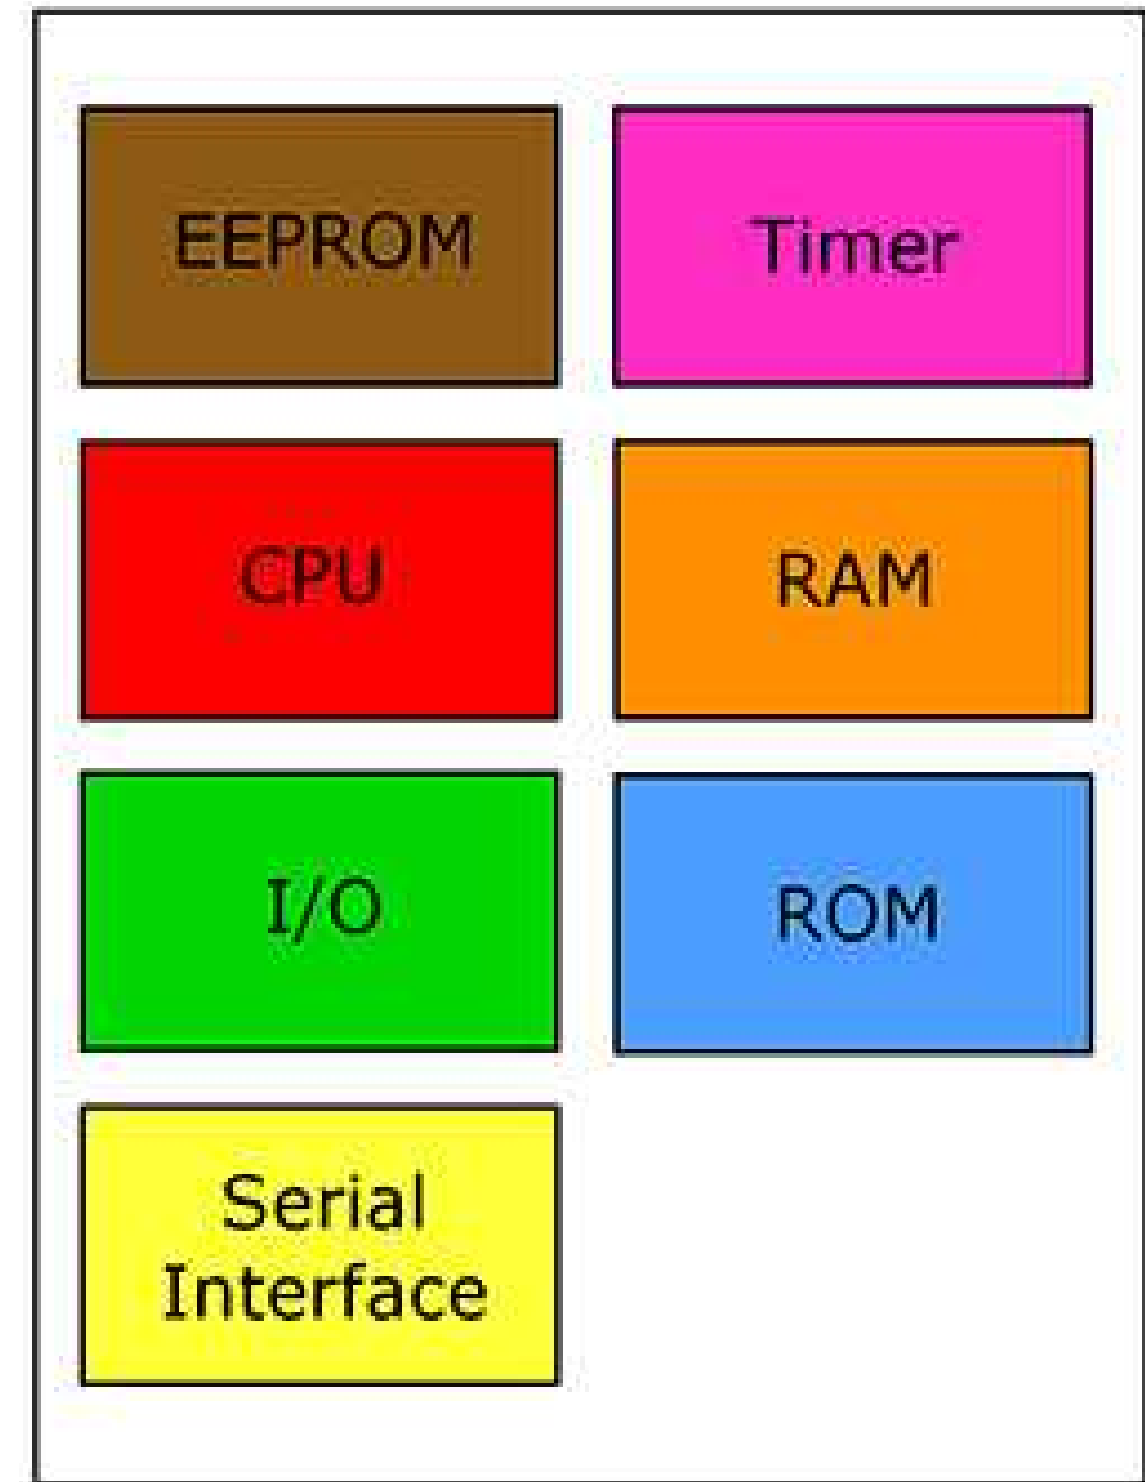 EEPROM
Timer
CPU
RAM
I/O
ROM
Serial
Interface